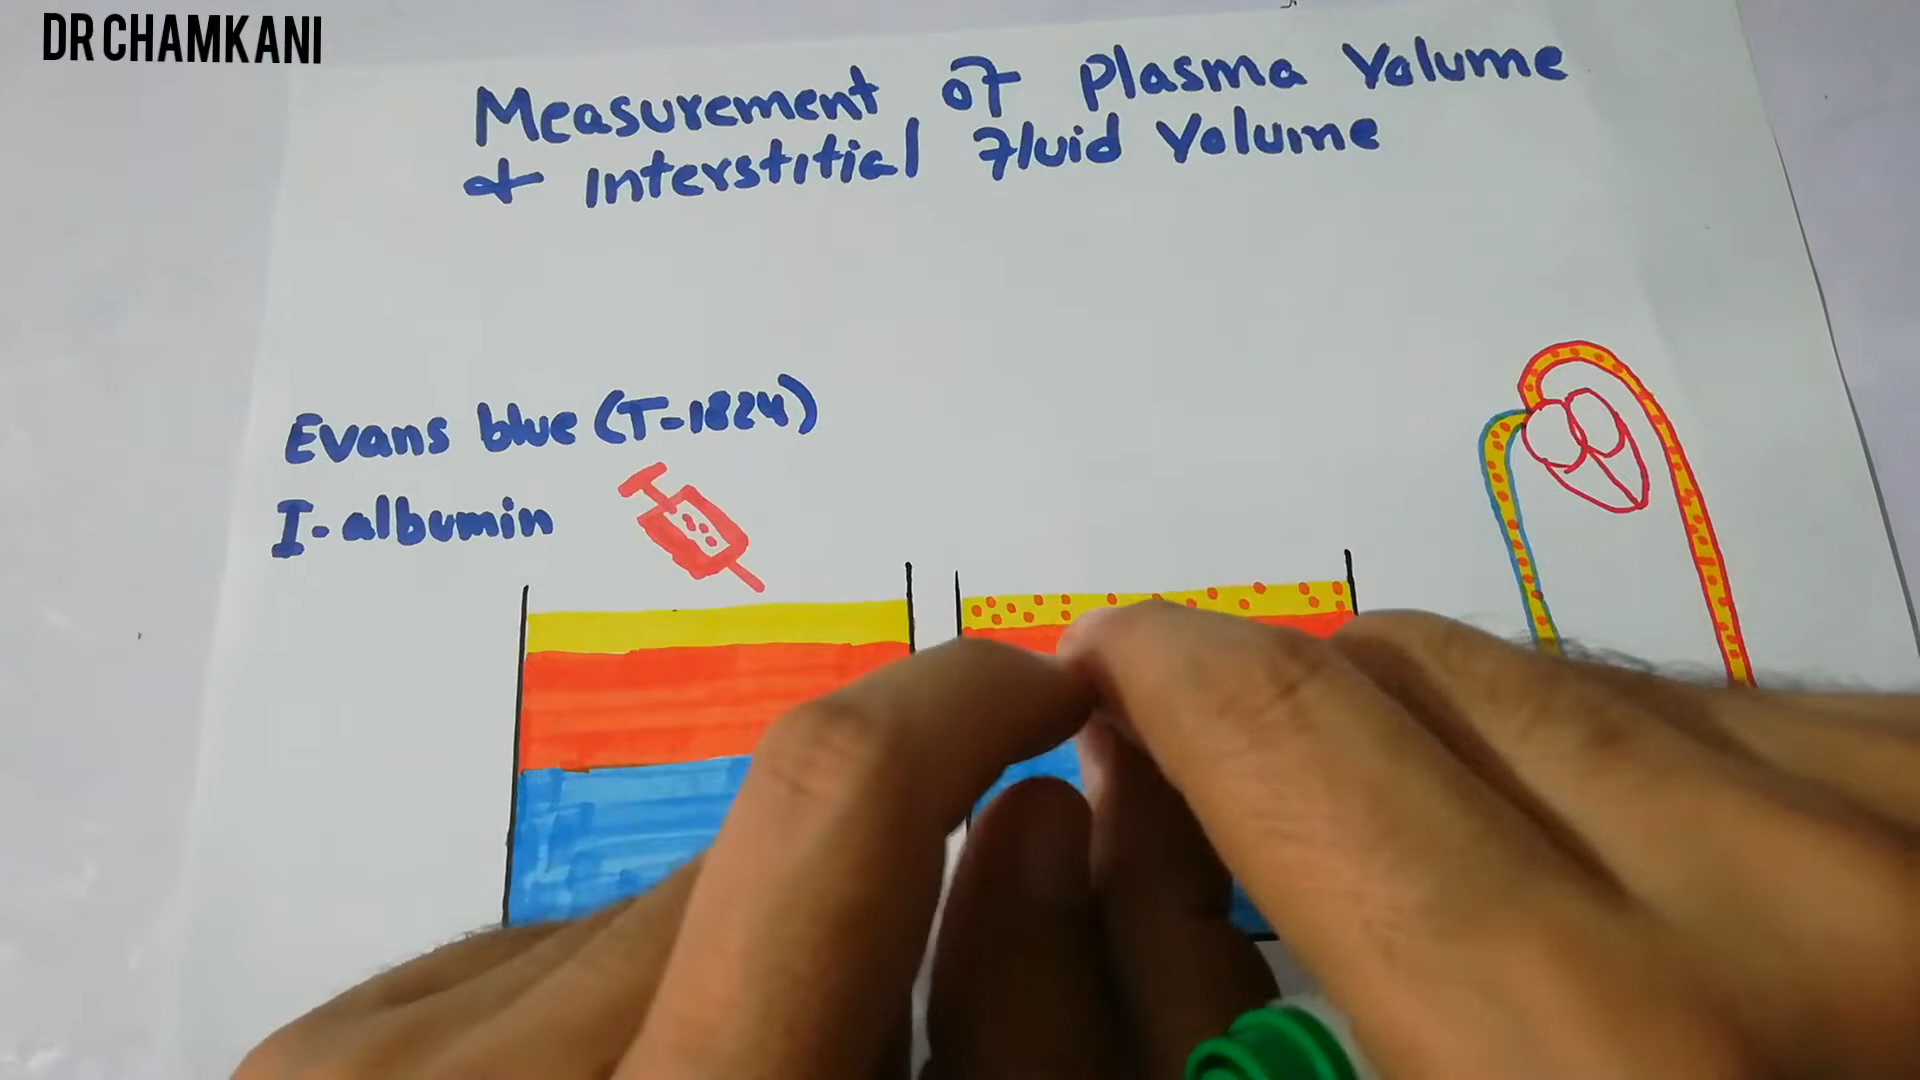 DR CHAMKANI
Measurement of plasma Volume
& interstitial Fluid Volume
Evans blue (T-1824)
I-albumin